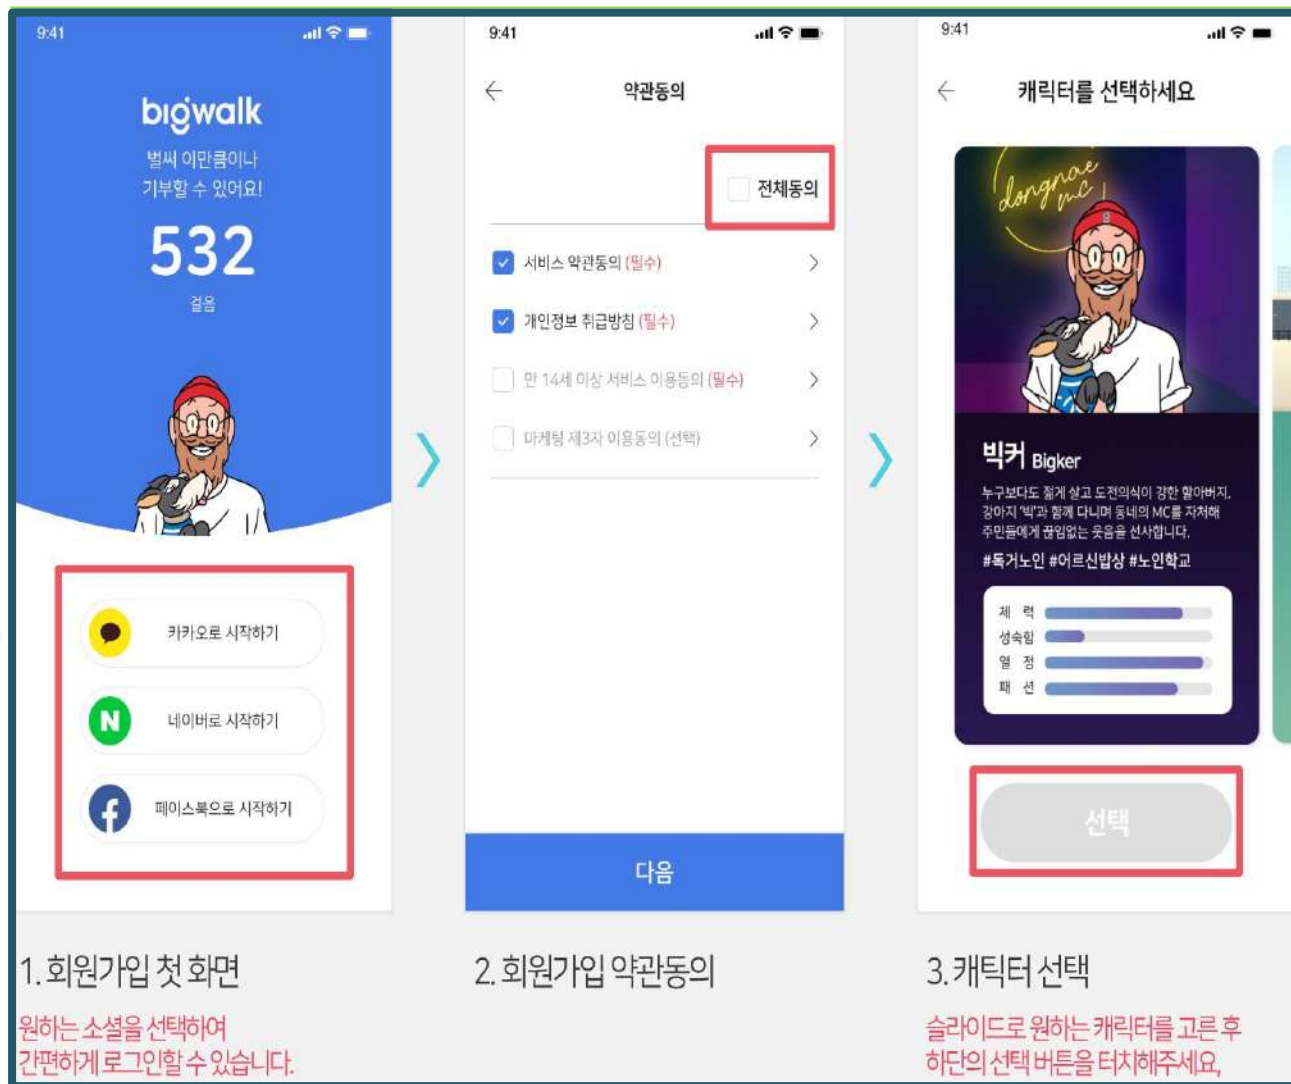 9:41
bigwalk
벌써 이만큼이나
기부할 수 있어요!
532
걸음
카카오로 시작하기
N
네이버로 시작하기
f
페이스북으로 시작하기
1. 회원가입 첫 화면
원하는 소셜을 선택하여
간편하게 로그인할 수 있습니다.
9:41
약관동의
전체동의
서비스 약관동의 (필수)
개인정보 취급방침 (필수)
만 14세 이상 서비스 이용동의 (필수)
마케팅 제3자 이용동의 (선택)
다음
2. 회원가입 약관동의
9:41
캐릭터를 선택하세요
dongnae
mc
빅커 Bigker
누구보다도 젊게 살고 도전의식이 강한 할아버지.
강아지 '빅'과 함께 다니며 동네의 MC를 자처해
주민들에게 끊임없는 웃음을 선사합니다.
#독거노인 #어르신밥상 #노인학교
체 력
성숙함
열 정
패 션
선택
3. 캐틱터 선택
슬라이드로 원하는 캐릭터를 고른 후
하단의 선택 버튼을 터치해주세요,